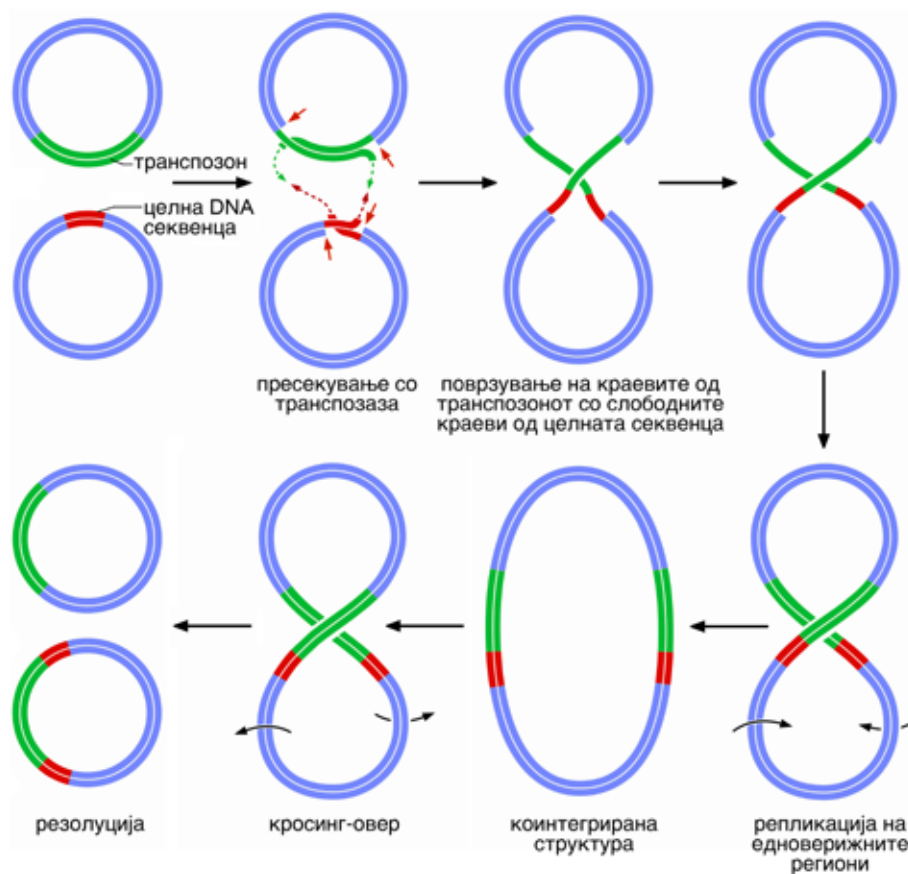 транспозон
целна DNA
секвенца
пресекување со
транспозаза
поврзување на краевите од
транспозонот со слободните
краеви од целната секвенца
резолуција
кросинг-овер
коинтегрирана
структура
репликација на
едноверижните
региони